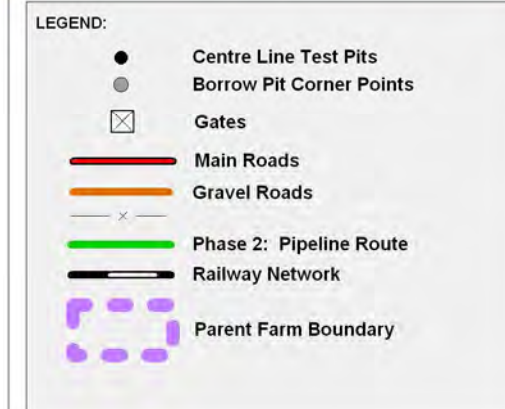 LEGEND:
Centre Line Test Pits
Borrow Pit Corner Points
Gates
Main Roads
Gravel Roads
Phase 2: Pipeline Route
Railway Network
Parent Farm Boundary